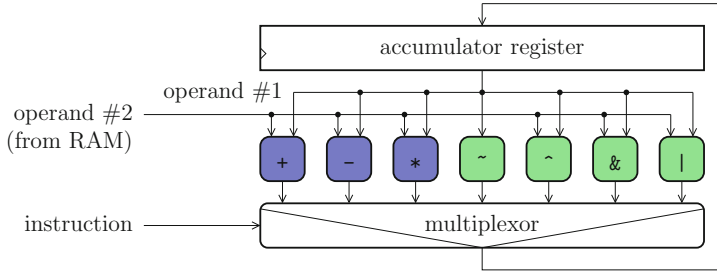 accumulator register
operand #1
operand #2
(from RAM)
+ - * ~ ^ & |
instruction
multiplexor